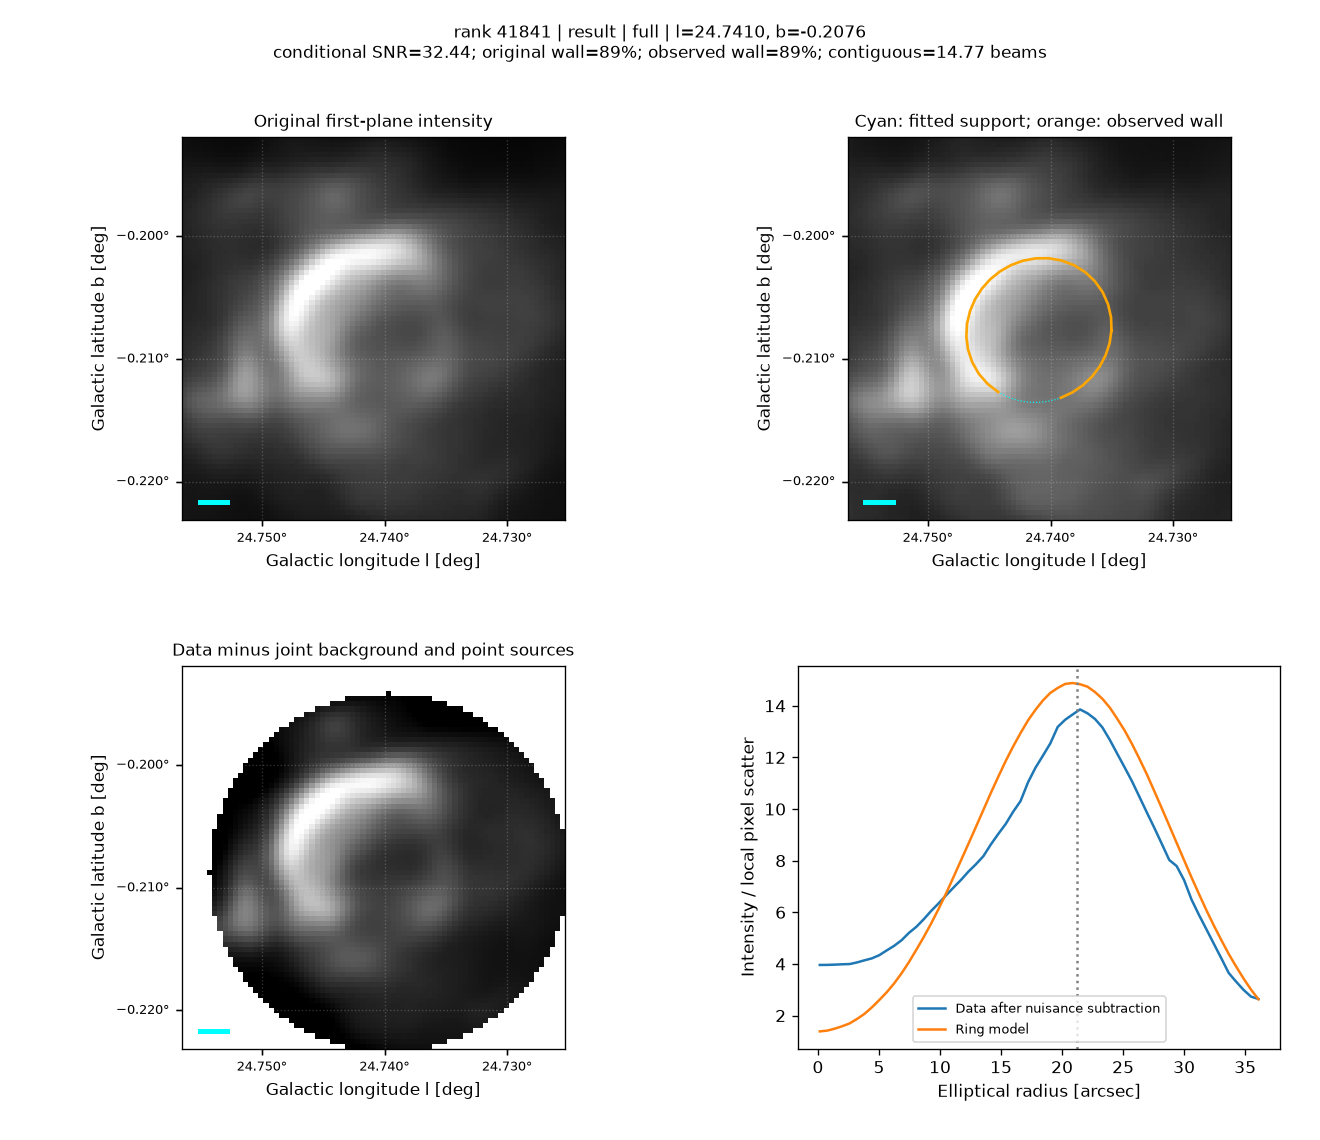 rank 41841 | result | full | l=24.7410, b=-0.2076
conditional SNR=32.44; original wall=89%; observed wall=89%; contiguous=14.77 beams
Original first-plane intensity
Galactic latitude b [deg]
−0.200°
−0.210°
−0.220°
24.750°
24.740°
24.730°
Galactic longitude l [deg]
Cyan: fitted support; orange: observed wall
Galactic latitude b [deg]
−0.200°
−0.210°
−0.220°
24.750°
24.740°
24.730°
Galactic longitude l [deg]
Data minus joint background and point sources
Galactic latitude b [deg]
−0.200°
−0.210°
−0.220°
24.750°
24.740°
24.730°
Galactic longitude l [deg]
Intensity / local pixel scatter
14
12
10
8
6
4
2
Data after nuisance subtraction
Ring model
0
5
10
15
20
25
30
35
Elliptical radius [arcsec]